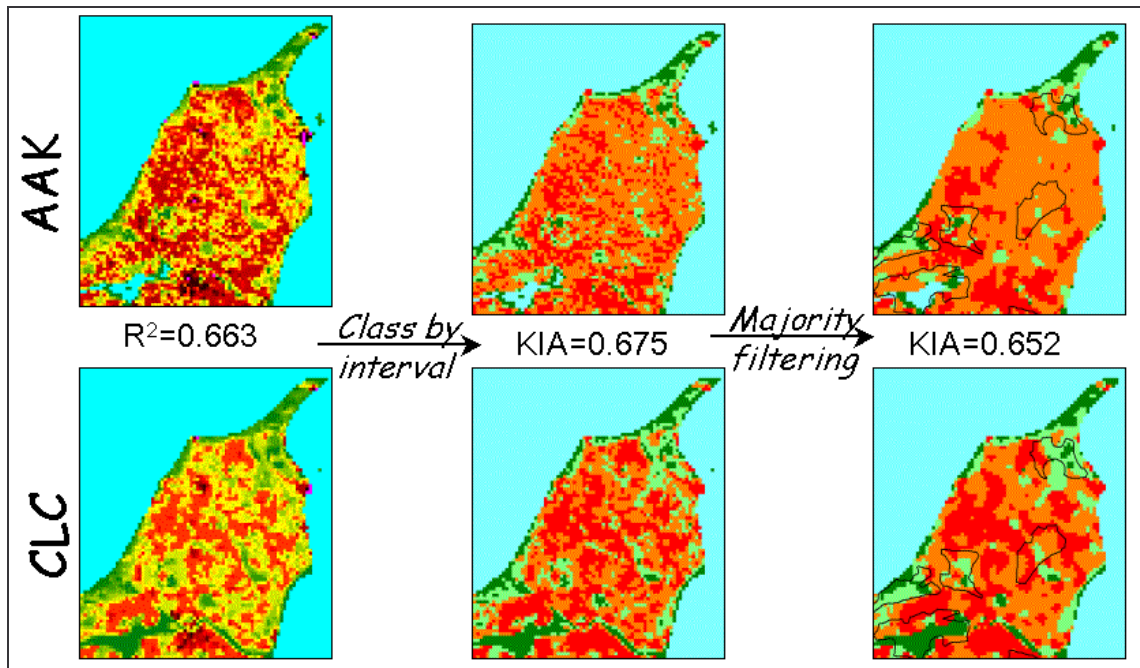 AAK
R²=0.663
Class by
interval
KIA=0.675
Majority
filtering
KIA=0.652
CLC